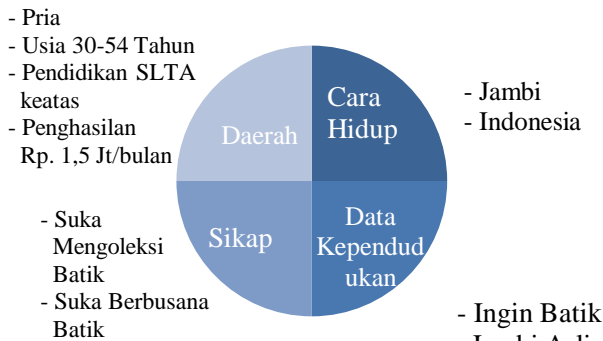 - Pria
- Usia 30-54 Tahun
- Pendidikan SLTA
keatas
- Penghasilan
Rp. 1,5 Jt/bulan
Daerah
Cara
Hidup
- Jambi
- Indonesia
- Suka
Mengoleksi
Batik
- Suka Berbusana
Batik
Sikap
Data
Kependud
ukan
- Ingin Batik